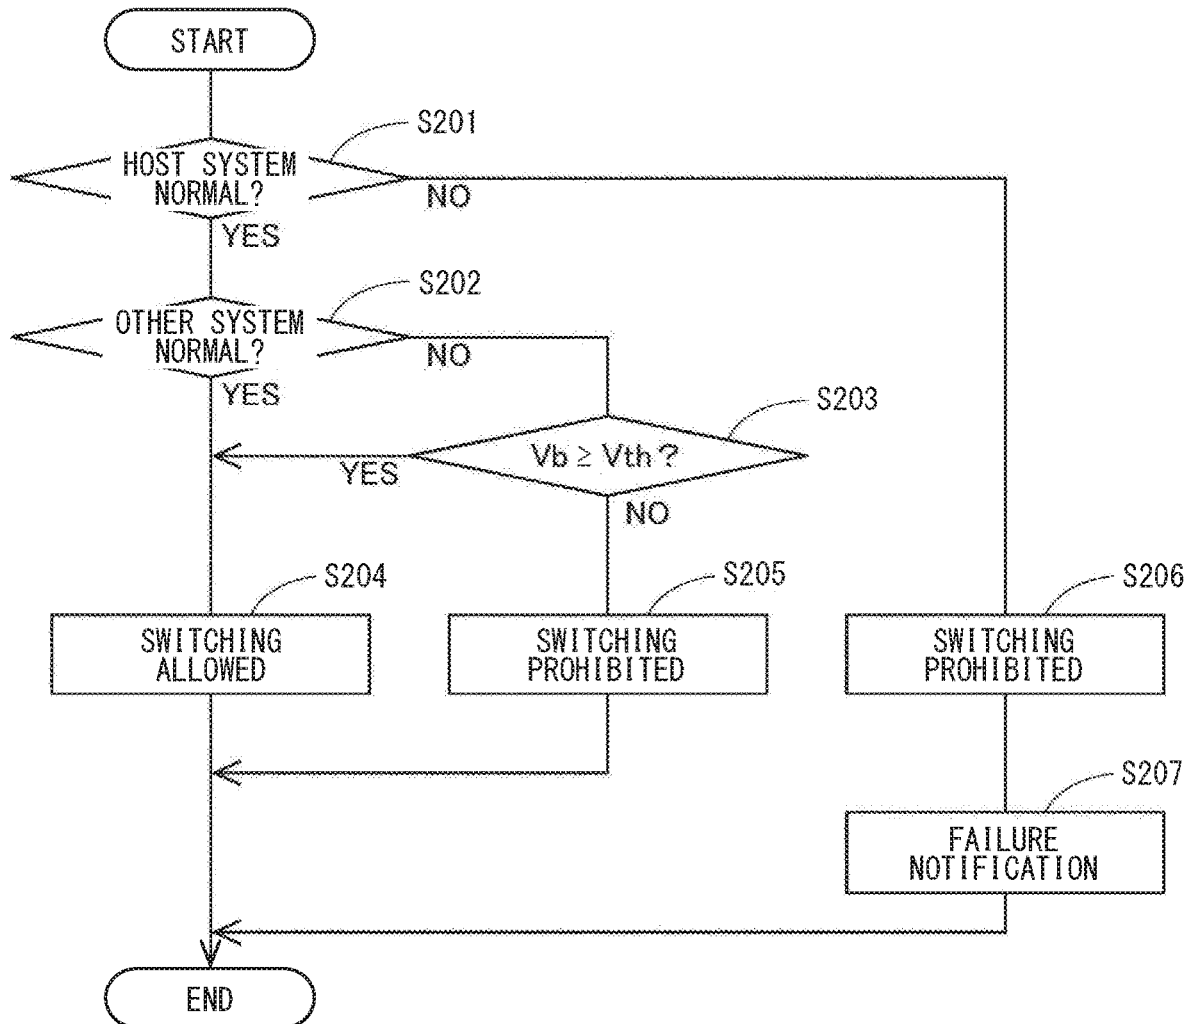 START
S201
HOST SYSTEM
NORMAL?
NO
YES
S202
OTHER SYSTEM
NORMAL?
NO
YES
S203
Vb ≥ Vth ?
YES
NO
S204
SWITCHING
ALLOWED
S205
SWITCHING
PROHIBITED
S206
SWITCHING
PROHIBITED
S207
FAILURE
NOTIFICATION
END